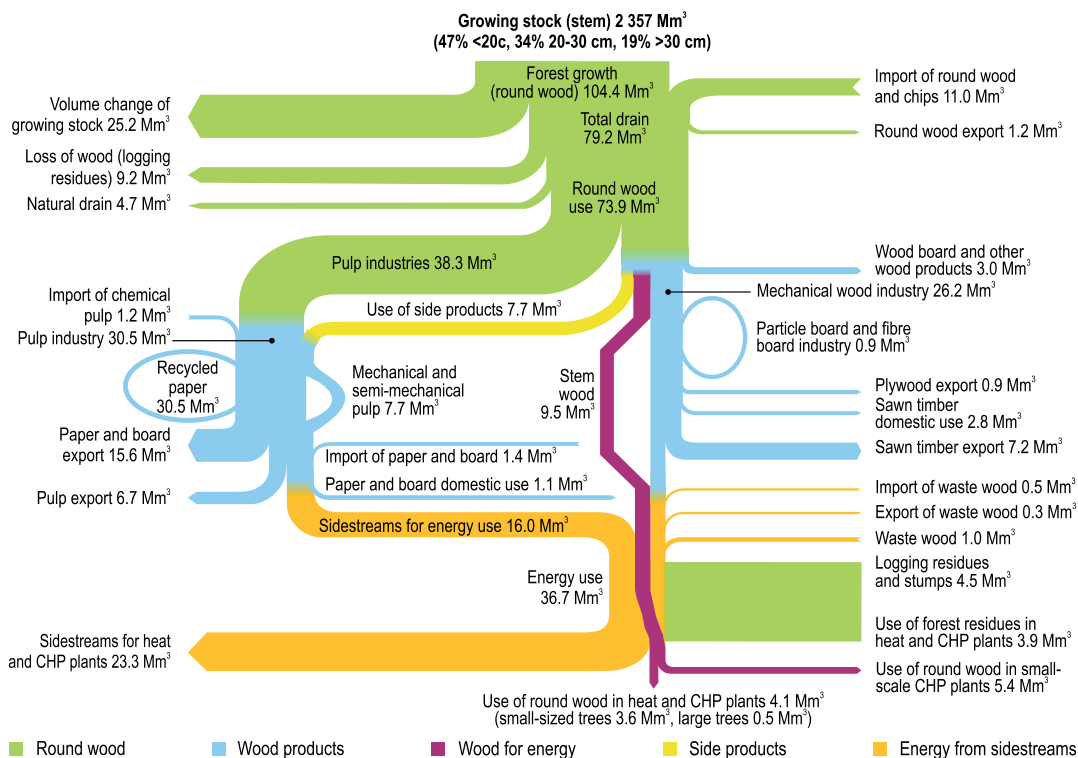 Growing stock (stem) 2 357 Mm³
(47% <20c, 34% 20-30 cm, 19% >30 cm)
Forest growth
(round wood) 104.4 Mm³
Total drain
79.2 Mm³
Round wood
use 73.9 Mm³
Volume change of
growing stock 25.2 Mm³
Loss of wood (logging
residues) 9.2 Mm³
Natural drain 4.7 Mm³
Import of round wood
and chips 11.0 Mm³
Round wood export 1.2 Mm³
Pulp industries 38.3 Mm³
Wood board and other
wood products 3.0 Mm³
Mechanical wood industry 26.2 Mm³
Import of chemical
pulp 1.2 Mm³
Pulp industry 30.5 Mm³
Use of side products 7.7 Mm³
Particle board and fibre
board industry 0.9 Mm³
Recycled
paper
30.5 Mm³
Mechanical and
semi-mechanical
pulp 7.7 Mm³
Stem
wood
9.5 Mm³
Plywood export 0.9 Mm³
Sawn timber
domestic use 2.8 Mm³
Sawn timber export 7.2 Mm³
Paper and board
export 15.6 Mm³
Import of paper and board 1.4 Mm³
Paper and board domestic use 1.1 Mm³
Pulp export 6.7 Mm³
Import of waste wood 0.5 Mm³
Export of waste wood 0.3 Mm³
Waste wood 1.0 Mm³
Sidestreams for energy use 16.0 Mm³
Logging residues
and stumps 4.5 Mm³
Energy use
36.7 Mm³
Use of forest residues in
heat and CHP plants 3.9 Mm³
Sidestreams for heat
and CHP plants 23.3 Mm³
Use of round wood in small-
scale CHP plants 5.4 Mm³
Use of round wood in heat and CHP plants 4.1 Mm³
(small-sized trees 3.6 Mm³, large trees 0.5 Mm³)
Round wood
Wood products
Wood for energy
Side products
Energy from sidestreams